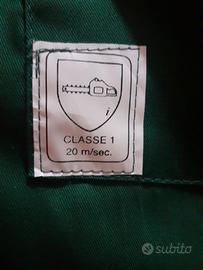 i
CLASSE 1
20 m/sec.
subito